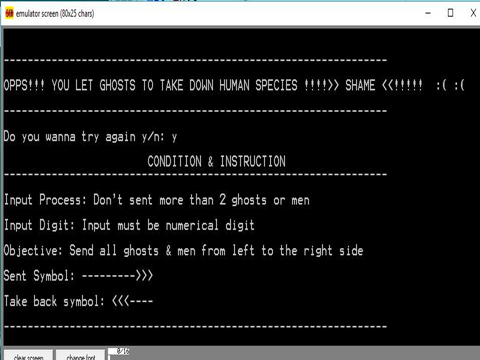 emulator screen (80x25 chars)
------------------------------------------------------------
OPPS!!! YOU LET GHOSTS TO TAKE DOWN HUMAN SPECIES !!!!>> SHAME <<!!!!!  :( :(
------------------------------------------------------------
Do you wanna try again y/n: y
CONDITION & INSTRUCTION
------------------------------------------------------------
Input Process: Don't sent more than 2 ghosts or men
Input Digit: Input must be numerical digit
Objective: Send all ghosts & men from left to the right side
Sent Symbol: --------->>>
Take back symbol: <<<----
------------------------------------------------------------
clear screen
change font